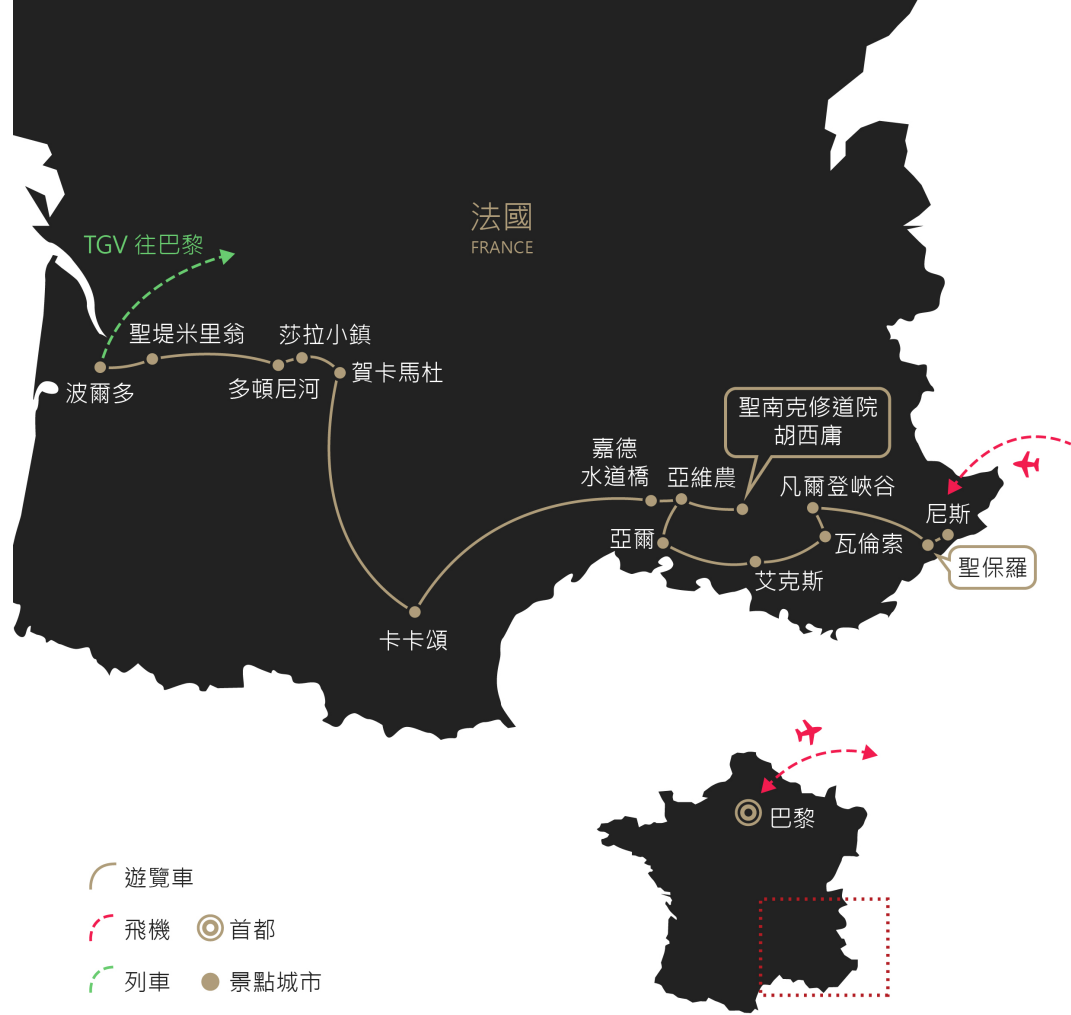 法國
FRANCE
TGV 往巴黎
聖堤米里翁
莎拉小鎮
波爾多
多頓尼河
賀卡馬杜
聖南克修道院
胡西庸
嘉德
水道橋
亞維農
凡爾登峽谷
尼斯
亞爾
瓦倫索
艾克斯
聖保羅
卡卡頌
巴黎
遊覽車
飛機
首都
列車
景點城市